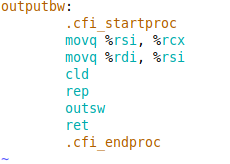 outputbw:
.cfi_startproc
movq %rsi, %rcx
movq %rdi, %rsi
cld
rep
outsw
ret
.cfi_endproc
~